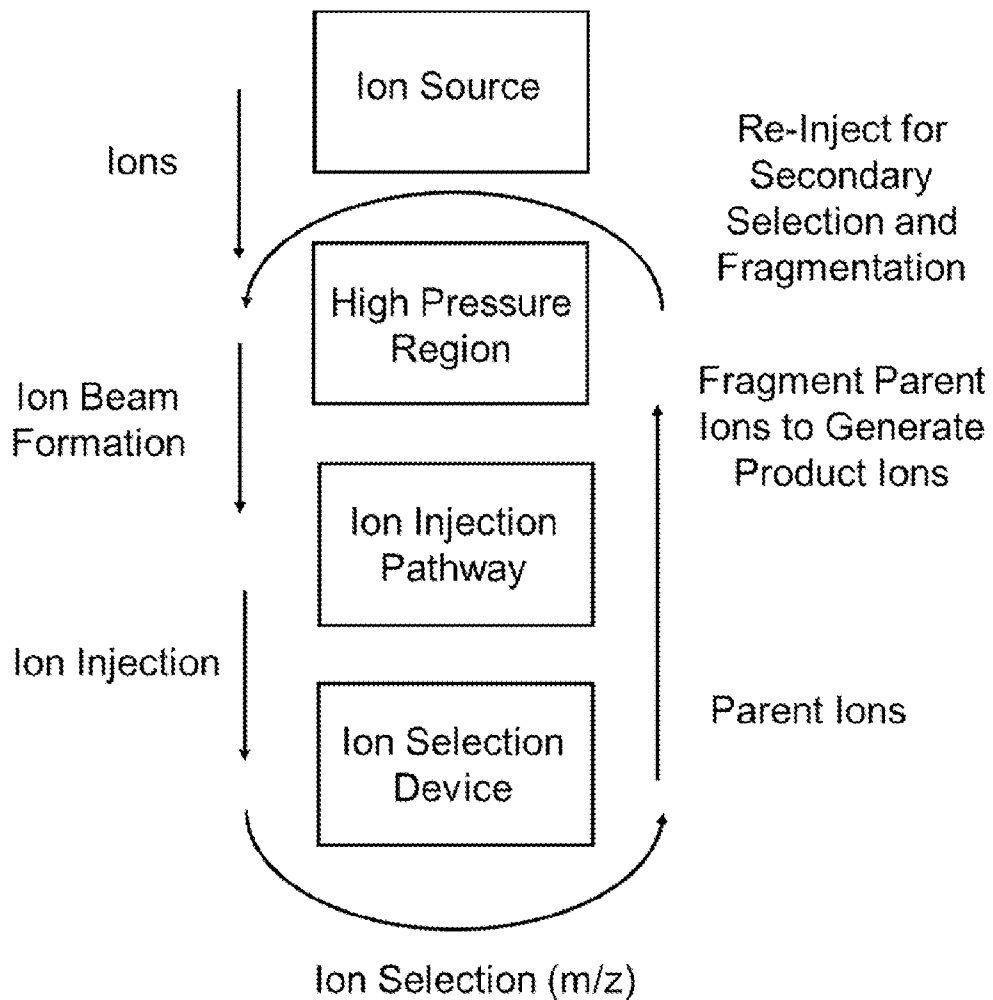 Ion Source
Ions
Re-Inject for
Secondary
Selection and
Fragmentation
High Pressure
Region
Ion Beam
Formation
Fragment Parent
Ions to Generate
Product Ions
Ion Injection
Pathway
Ion Injection
Parent Ions
Ion Selection
Device
Ion Selection (m/z)